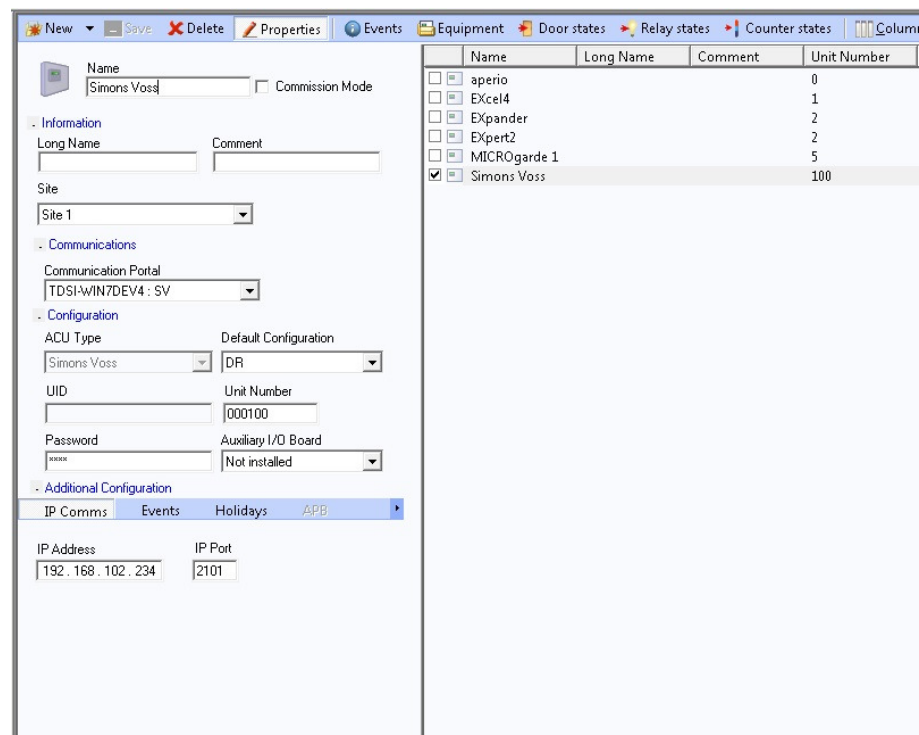 New Save Delete Properties Events Equipment Door states Relay states Counter states Colum
Name
Simons Voss
Commission Mode
Information
Long Name Comment
Site
Site 1
Communications
Communication Portal
TDSI-WIN7DEV4 : SV
Configuration
ACU Type Default Configuration
Simons Voss DR
UID Unit Number
000100
Password Auxiliary I/O Board
**** Not installed
Additional Configuration
IP Comms Events Holidays APB
IP Address IP Port
192 . 168 . 102 . 234 2101
Name Long Name Comment Unit Number
aperio 0
EXcel4 1
EXpander 2
EXpert2 2
MICROgarde 1 5
Simons Voss 100